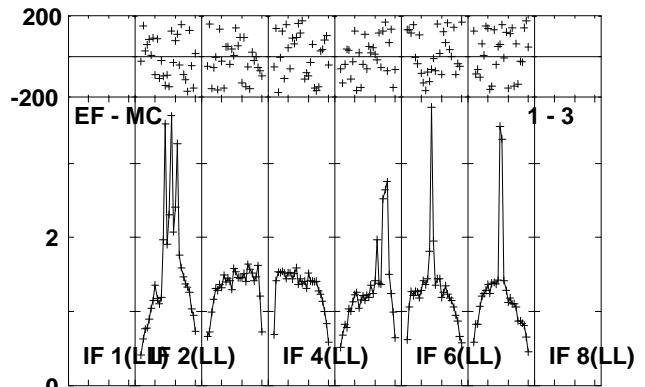 200
-200
EF - MC 1 - 3
2
IF 1(LL) IF 2(LL) IF 4(LL) IF 6(LL) IF 8(LL)
0